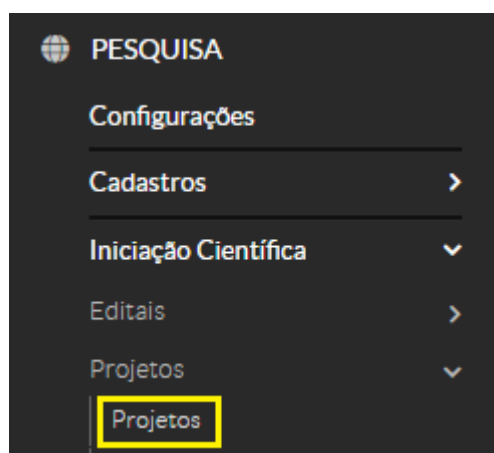 PESQUISA
Configurações
Cadastros
Iniciação Científica
Editais
Projetos
Projetos